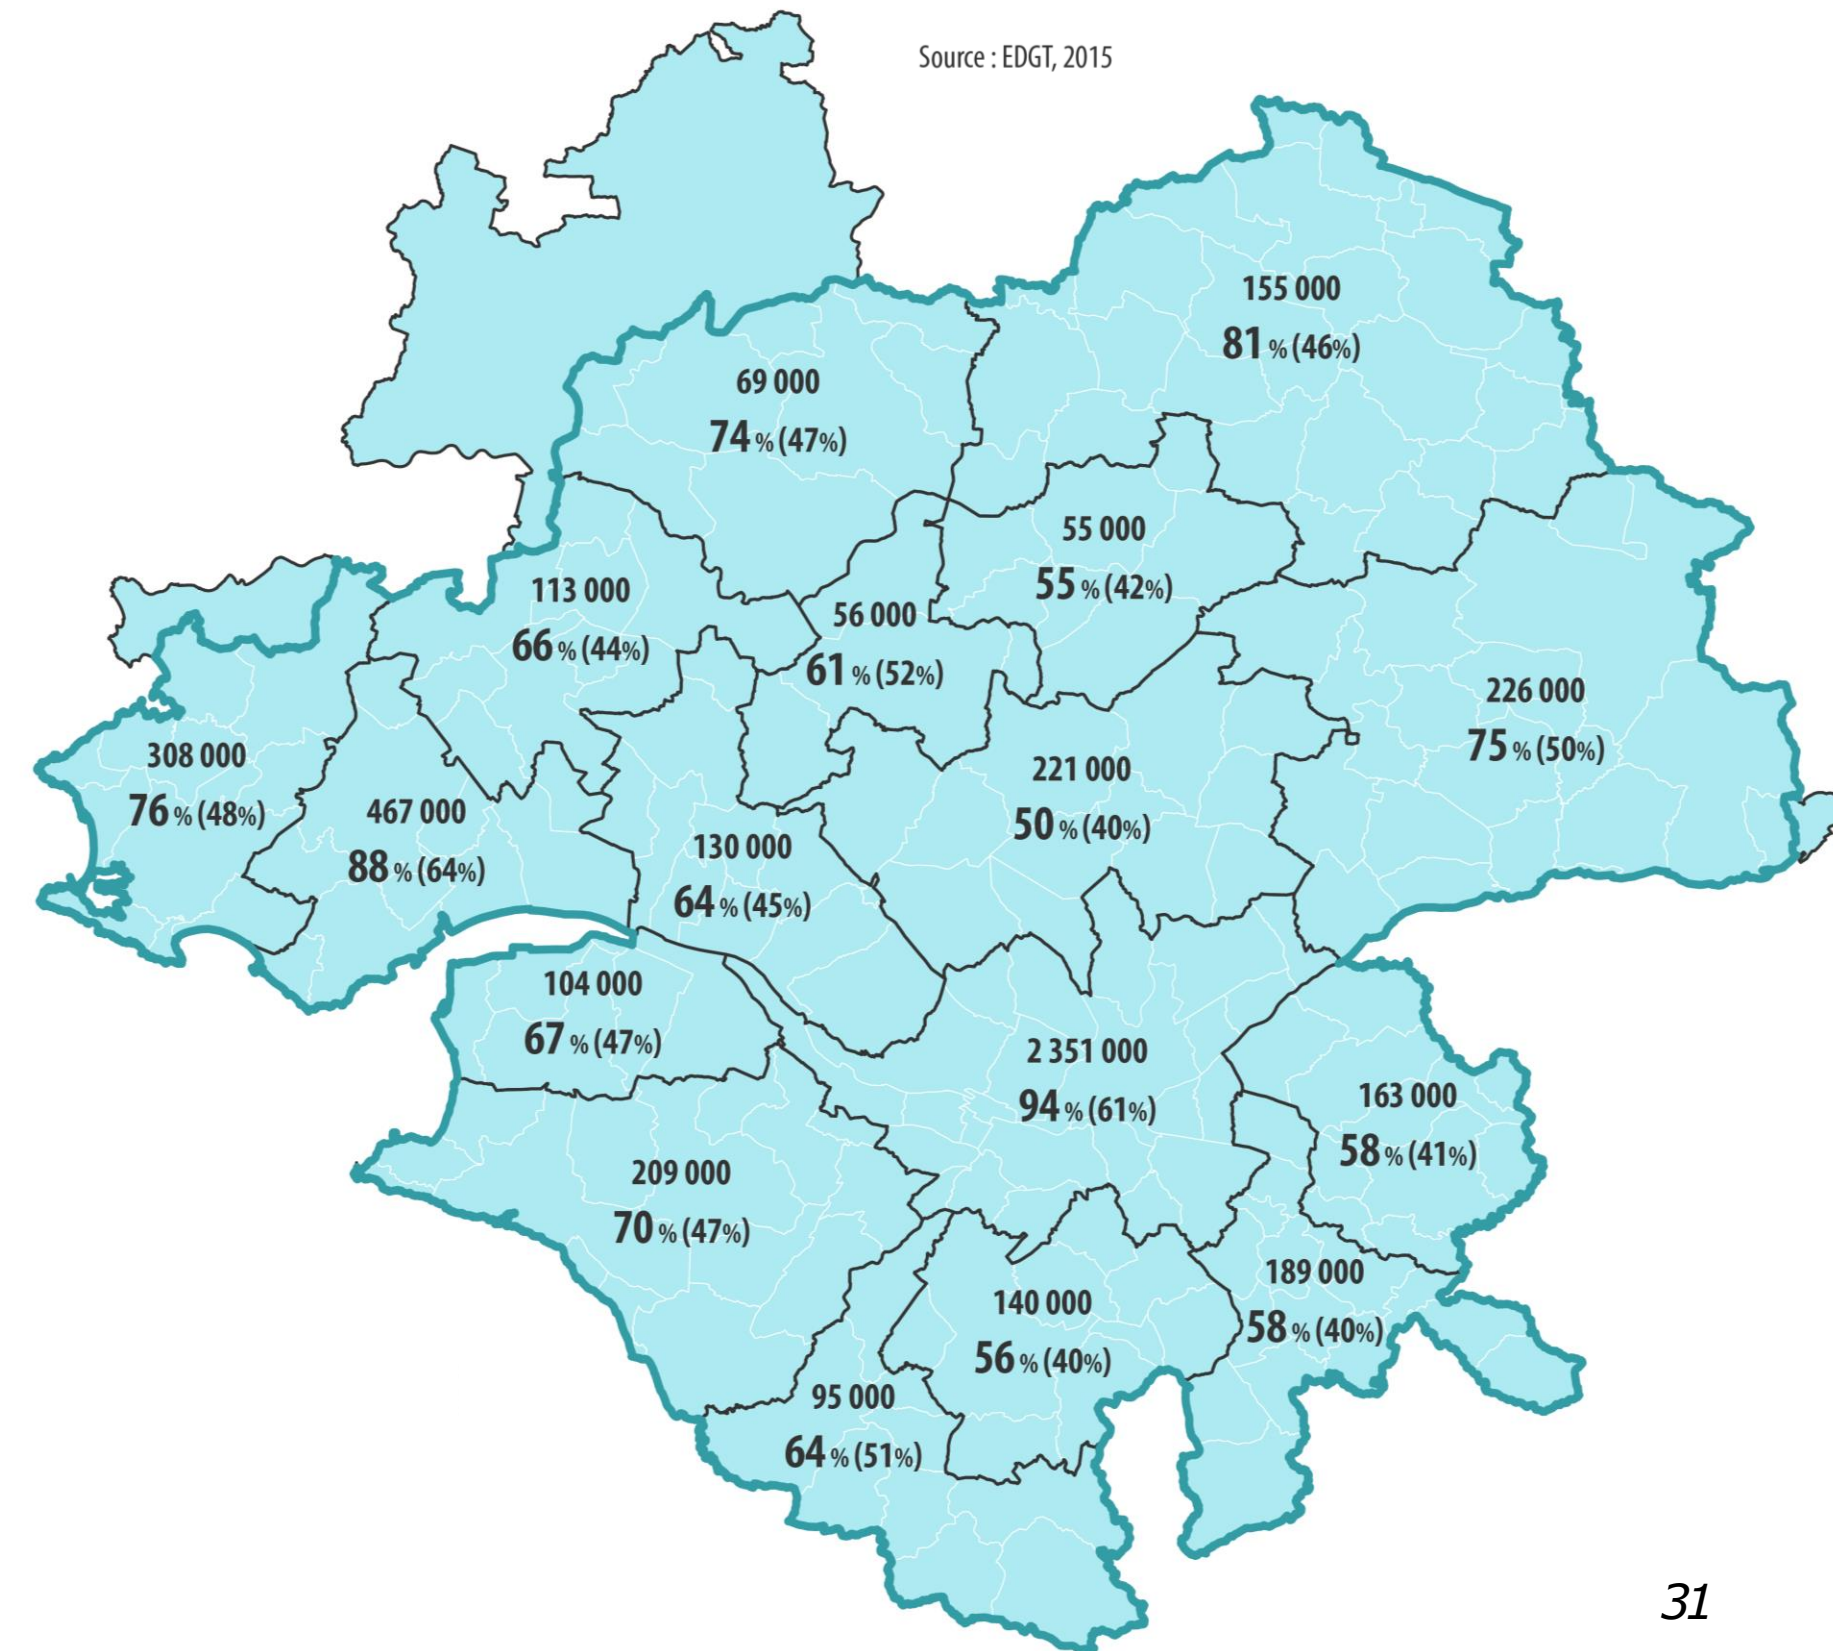 Source : EDGT, 2015
155 000
81 % (46%)
69 000
74 % (47%)
55 000
55 % (42%)
113 000
66 % (44%)
56 000
61 % (52%)
226 000
75 % (50%)
308 000
76 % (48%)
467 000
88 % (64%)
221 000
50 % (40%)
130 000
64 % (45%)
104 000
67 % (47%)
2 351 000
94 % (61%)
163 000
58 % (41%)
209 000
70 % (47%)
189 000
58 % (40%)
140 000
56 % (40%)
95 000
64 % (51%)
31